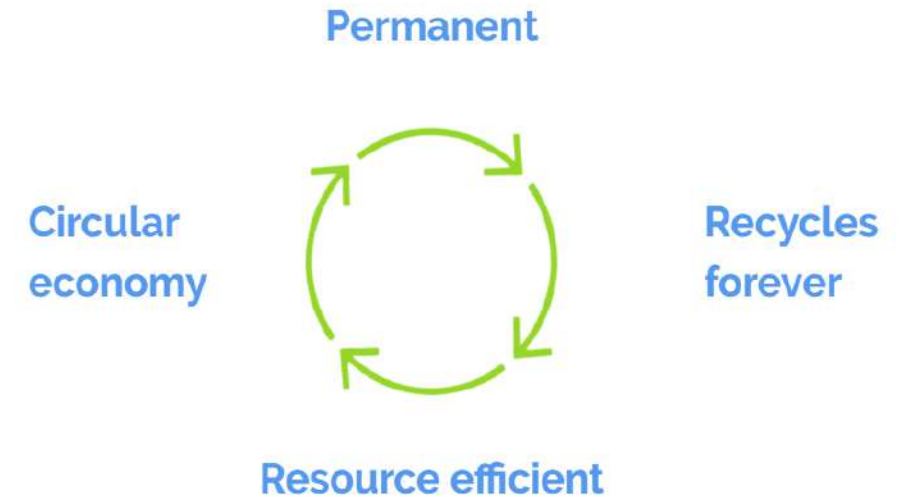 Permanent
Circular
economy
Recycles
forever
Resource efficient